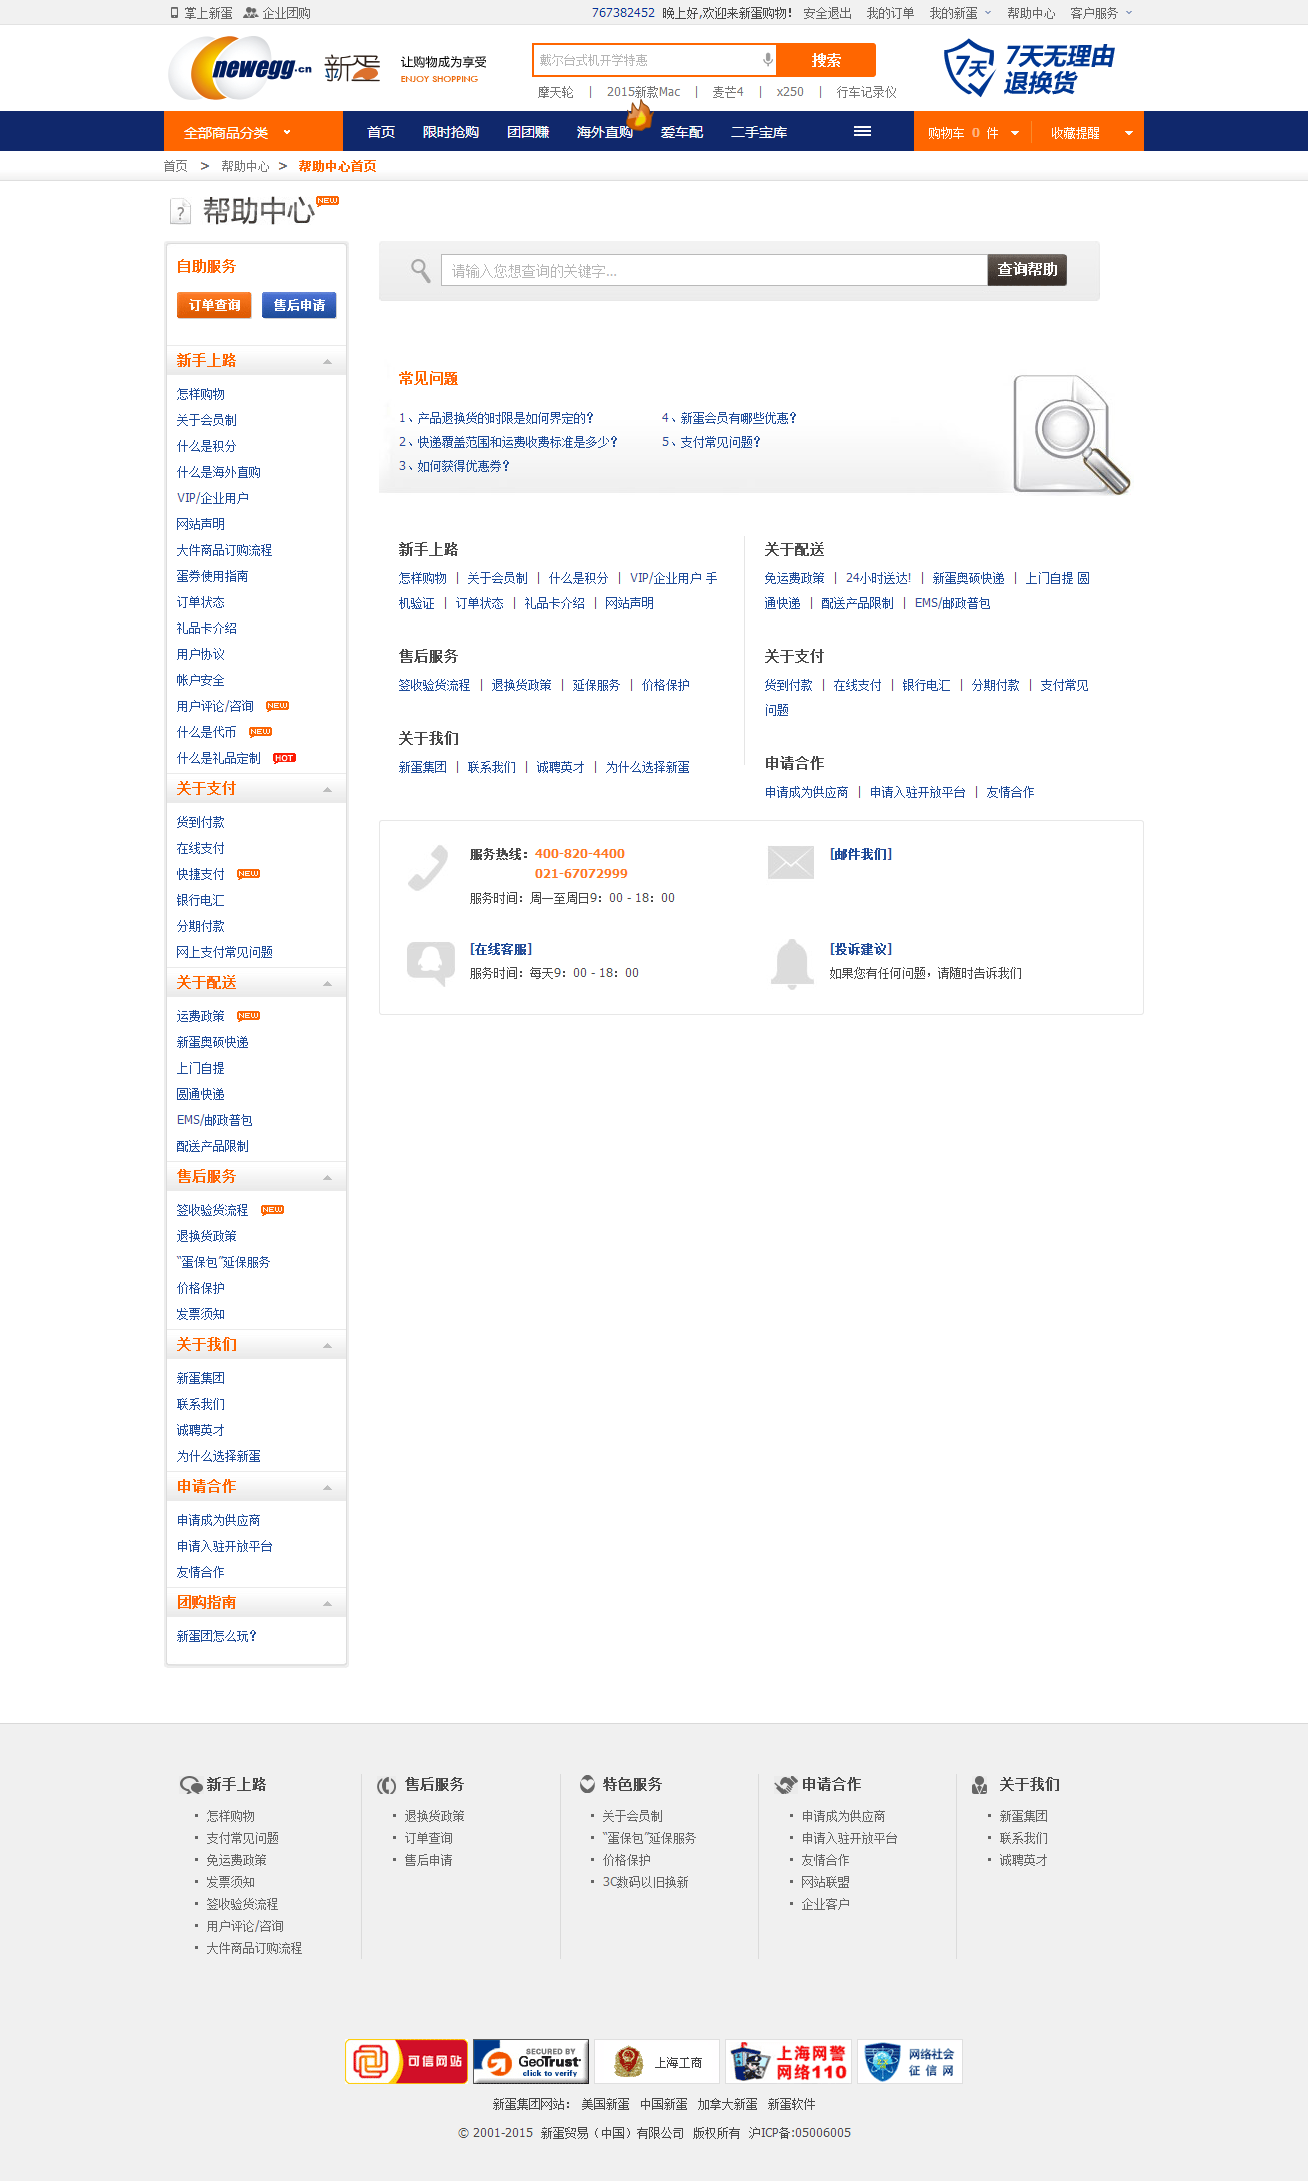 掌上新蛋 企业团购 767382452 晚上好,欢迎来新蛋购物! 安全退出 我的订单 我的新蛋 帮助中心 客户服务
newegg.cn 新蛋 让购物成为享受
ENJOY SHOPPING
戴尔台式机开学特惠 搜索
7天 7天无理由
退换货
摩天轮 | 2015新款Mac | 麦芒4 | x250 | 行车记录仪
全部商品分类 首页 限时抢购 团团赚 海外直购 爱车配 二手宝库 购物车 0 件 收藏提醒
首页 > 帮助中心 > 帮助中心首页
? 帮助中心 NEW
自助服务
订单查询 售后申请
新手上路
怎样购物
关于会员制
什么是积分
什么是海外直购
VIP/企业用户
网站声明
大件商品订购流程
蛋券使用指南
订单状态
礼品卡介绍
用户协议
帐户安全
用户评论/咨询 NEW
什么是代币 NEW
什么是礼品定制 HOT
关于支付
货到付款
在线支付
快捷支付 NEW
银行电汇
分期付款
网上支付常见问题
关于配送
运费政策 NEW
新蛋奥硕快递
上门自提
圆通快递
EMS/邮政普包
配送产品限制
售后服务
签收验货流程 NEW
退换货政策
“蛋保包”延保服务
价格保护
发票须知
关于我们
新蛋集团
联系我们
诚聘英才
为什么选择新蛋
申请合作
申请成为供应商
申请入驻开放平台
友情合作
团购指南
新蛋团怎么玩?
请输入您想查询的关键字... 查询帮助
常见问题
1、产品退换货的时限是如何界定的?
2、快递覆盖范围和运费收费标准是多少?
3、如何获得优惠券?
4、新蛋会员有哪些优惠?
5、支付常见问题?
新手上路
怎样购物 | 关于会员制 | 什么是积分 | VIP/企业用户 手
机验证 | 订单状态 | 礼品卡介绍 | 网站声明
售后服务
签收验货流程 | 退换货政策 | 延保服务 | 价格保护
关于我们
新蛋集团 | 联系我们 | 诚聘英才 | 为什么选择新蛋
关于配送
免运费政策 | 24小时送达! | 新蛋奥硕快递 | 上门自提 圆
通快递 | 配送产品限制 | EMS/邮政普包
关于支付
货到付款 | 在线支付 | 银行电汇 | 分期付款 | 支付常见
问题
申请合作
申请成为供应商 | 申请入驻开放平台 | 友情合作
服务热线: 400-820-4400
021-67072999
服务时间: 周一至周日9: 00 - 18: 00
[邮件我们]
[在线客服]
服务时间: 每天9: 00 - 18: 00
[投诉建议]
如果您有任何问题，请随时告诉我们
新手上路
· 怎样购物
· 支付常见问题
· 免运费政策
· 发票须知
· 签收验货流程
· 用户评论/咨询
· 大件商品订购流程
售后服务
· 退换货政策
· 订单查询
· 售后申请
特色服务
· 关于会员制
· “蛋保包”延保服务
· 价格保护
· 3C数码以旧换新
申请合作
· 申请成为供应商
· 申请入驻开放平台
· 友情合作
· 网站联盟
· 企业客户
关于我们
· 新蛋集团
· 联系我们
· 诚聘英才
可信网站
SECURED BY
GeoTrust
click to verify
上海工商
上海网警
网络110
网络社会
征信网
新蛋集团网站: 美国新蛋 中国新蛋 加拿大新蛋 新蛋软件
© 2001-2015 新蛋贸易（中国）有限公司 版权所有 沪ICP备:05006005